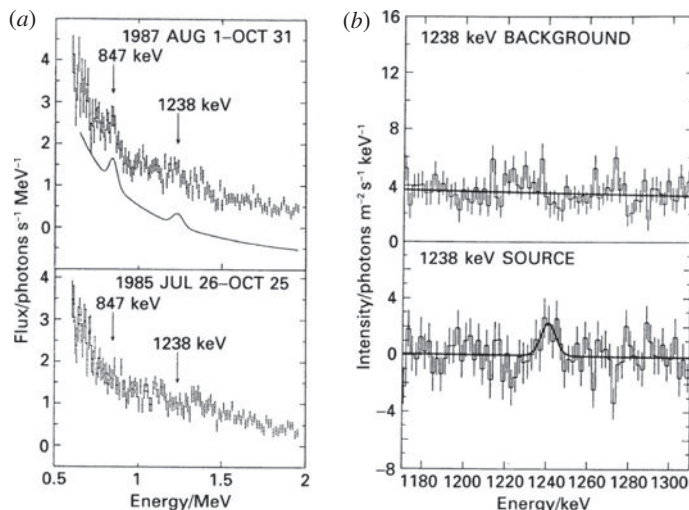 (a)
1987 AUG 1–OCT 31
847 keV
1238 keV
4
3
2
1
0
Flux/photons s⁻¹ MeV⁻¹
1985 JUL 26–OCT 25
847 keV
1238 keV
4
3
2
1
0
0.5
1
1.5
2
Energy/MeV
(b)
16
12
8
4
0
1238 keV BACKGROUND
Intensity/photons m⁻² s⁻¹ keV⁻¹
1238 keV SOURCE
4
0
−4
−8
1180
1200
1220
1240
1260
1280
1300
Energy/keV